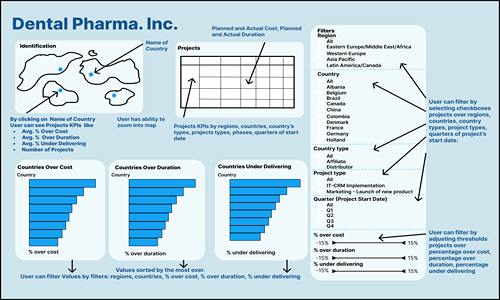 Dental Pharma. Inc.
Identification
Name of
Country
By clicking on Name of Country
User can see Projects KPIs like
• Avg. % Over Cost
• Avg. % Over Duration
• Avg. % Under Delivering
• Number of Projects
User has ability to
zoom into map
Planned and Actual Cost, Planned
and Actual Duration
Projects
Projects KPIs by regions, countries, country's
types, projects types, phases, quarters of start
date
Countries Over Cost
Country
% over cost
Countries Over Duration
Country
% over duration
Countries Under Delivering
Country
% under delivering
Values sorted by the most over.
User can filter Values by filters: regions, countries, % over cost, % over duration, % under delivering
Filters
Region
All
Eastern Europe/Middle East/Africa
Western Europe
Asia Pacific
Latin America/Canada
Country
All
Albania
Belgium
Brazil
Canada
China
Colombia
Denmark
France
Germany
Holland
Country type
All
Affiliate
Distributor
Project type
All
IT-CRM Implementation
Marketing - Launch of new product
Quarter (Project Start Date)
All
Q1
Q2
Q3
Q4
% over cost
-15% 15%
% over duration
-15% 15%
% under delivering
-15% 15%
User can filter by
selecting checkboxes
projects over regions,
countries, country
types, project types,
quarters of project's
start date.
User can filter by
adjusting thresholds
projects over
percentage over cost,
percentage over
duration, percentage
under delivering